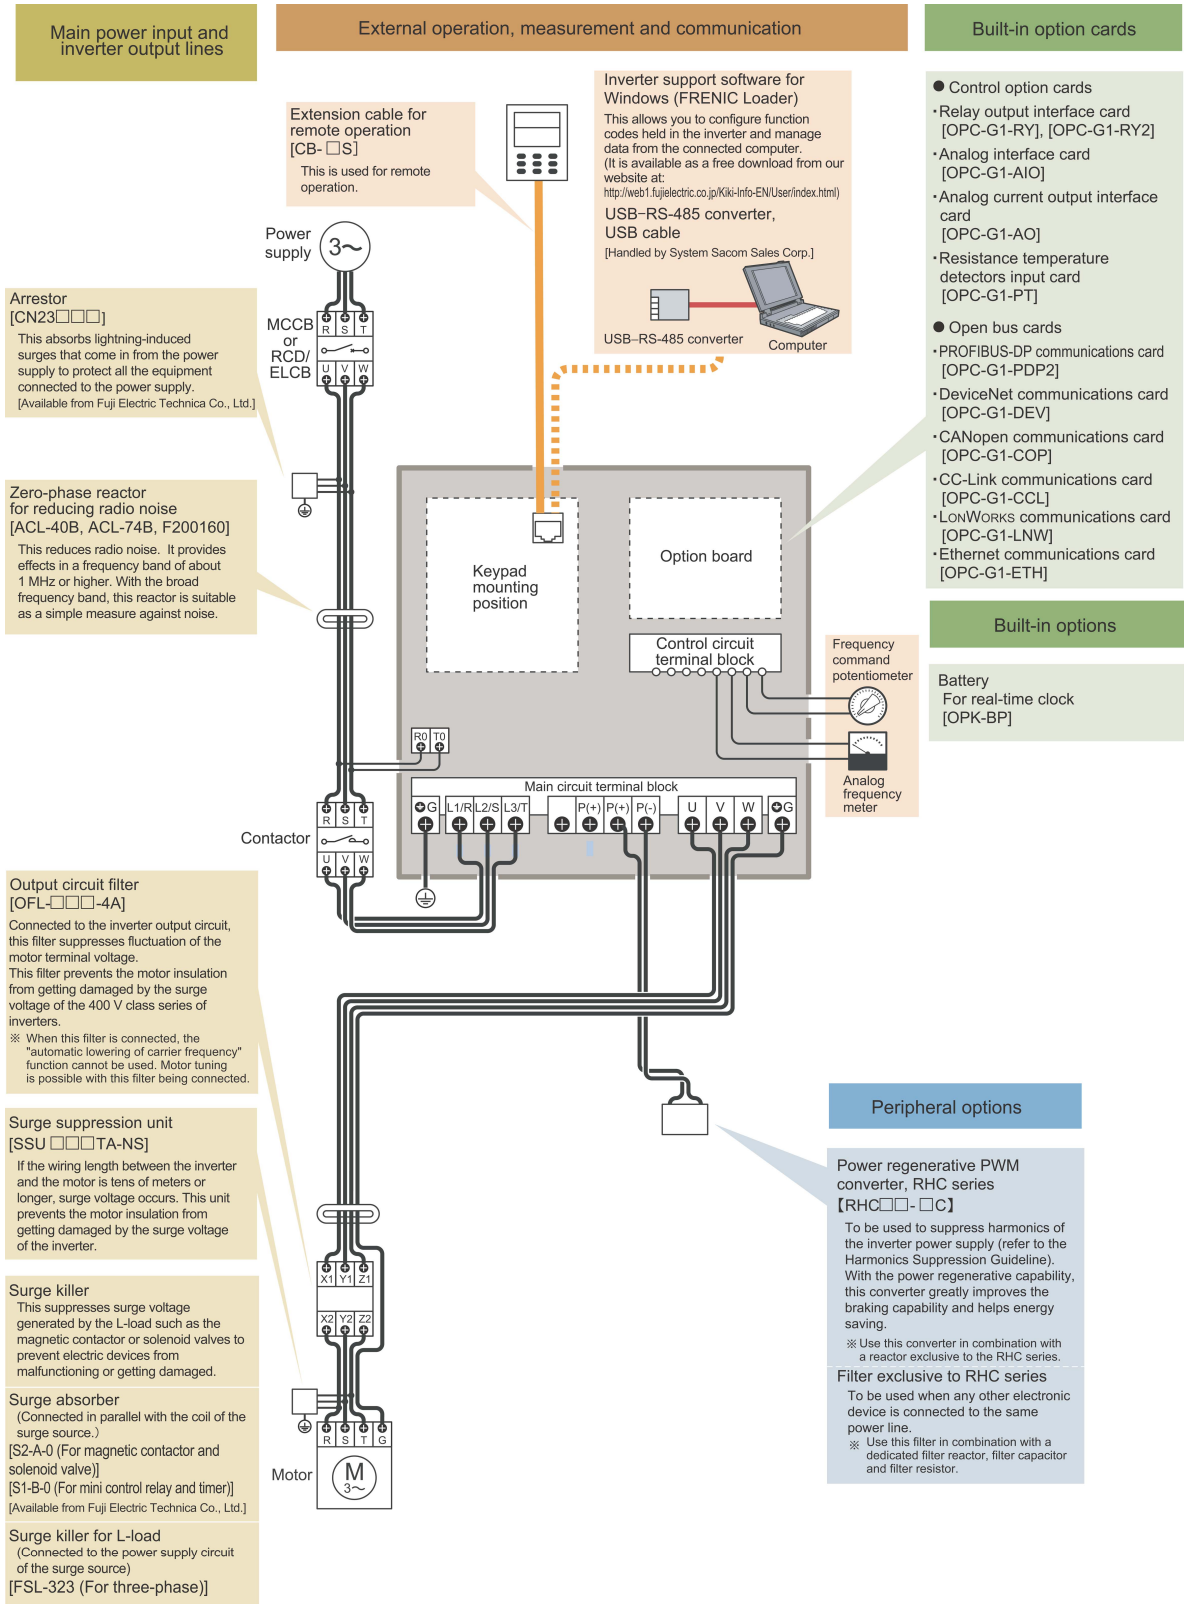 Main power input and
inverter output lines
External operation, measurement and communication
Built-in option cards
Extension cable for
remote operation
[CB- □S]
This is used for remote
operation.
Inverter support software for
Windows (FRENIC Loader)
This allows you to configure function
codes held in the inverter and manage
data from the connected computer.
(It is available as a free download from our
website at:
http://web1.fujielectric.co.jp/Kiki-Info-EN/User/index.html)
USB–RS-485 converter,
USB cable
[Handled by System Sacom Sales Corp.]
USB–RS-485 converter
Computer
● Control option cards
・Relay output interface card
[OPC-G1-RY], [OPC-G1-RY2]
・Analog interface card
[OPC-G1-AIO]
・Analog current output interface
card
[OPC-G1-AO]
・Resistance temperature
detectors input card
[OPC-G1-PT]
● Open bus cards
・PROFIBUS-DP communications card
[OPC-G1-PDP2]
・DeviceNet communications card
[OPC-G1-DEV]
・CANopen communications card
[OPC-G1-COP]
・CC-Link communications card
[OPC-G1-CCL]
・LONWORKS communications card
[OPC-G1-LNW]
・Ethernet communications card
[OPC-G1-ETH]
Built-in options
Battery
For real-time clock
[OPK-BP]
Power
supply
3~
MCCB
or
RCD/
ELCB
R S T
U V W
Arrestor
[CN23□□□]
This absorbs lightning-induced
surges that come in from the power
supply to protect all the equipment
connected to the power supply.
[Available from Fuji Electric Technica Co., Ltd.]
Zero-phase reactor
for reducing radio noise
[ACL-40B, ACL-74B, F200160]
This reduces radio noise. It provides
effects in a frequency band of about
1 MHz or higher. With the broad
frequency band, this reactor is suitable
as a simple measure against noise.
Keypad
mounting
position
Option board
Control circuit
terminal block
Frequency
command
potentiometer
Analog
frequency
meter
R0 T0
Main circuit terminal block
G L1/R L2/S L3/T P(+) P(+) P(-) U V W G
Contactor
R S T
U V W
Output circuit filter
[OFL-□□□-4A]
Connected to the inverter output circuit,
this filter suppresses fluctuation of the
motor terminal voltage.
This filter prevents the motor insulation
from getting damaged by the surge
voltage of the 400 V class series of
inverters.
※ When this filter is connected, the
"automatic lowering of carrier frequency"
function cannot be used. Motor tuning
is possible with this filter being connected.
Surge suppression unit
[SSU □□□TA-NS]
If the wiring length between the inverter
and the motor is tens of meters or
longer, surge voltage occurs. This unit
prevents the motor insulation from
getting damaged by the surge voltage
of the inverter.
Surge killer
This suppresses surge voltage
generated by the L-load such as the
magnetic contactor or solenoid valves to
prevent electric devices from
malfunctioning or getting damaged.
Surge absorber
(Connected in parallel with the coil of the
surge source.)
[S2-A-0 (For magnetic contactor and
solenoid valve)]
[S1-B-0 (For mini control relay and timer)]
[Available from Fuji Electric Technica Co., Ltd.]
Surge killer for L-load
(Connected to the power supply circuit
of the surge source)
[FSL-323 (For three-phase)]
X1 Y1 Z1
X2 Y2 Z2
R S T G
Motor
M
3~
Peripheral options
Power regenerative PWM
converter, RHC series
【RHC□□- □C】
To be used to suppress harmonics of
the inverter power supply (refer to the
Harmonics Suppression Guideline).
With the power regenerative capability,
this converter greatly improves the
braking capability and helps energy
saving.
※ Use this converter in combination with
a reactor exclusive to the RHC series.
Filter exclusive to RHC series
To be used when any other electronic
device is connected to the same
power line.
※ Use this filter in combination with a
dedicated filter reactor, filter capacitor
and filter resistor.